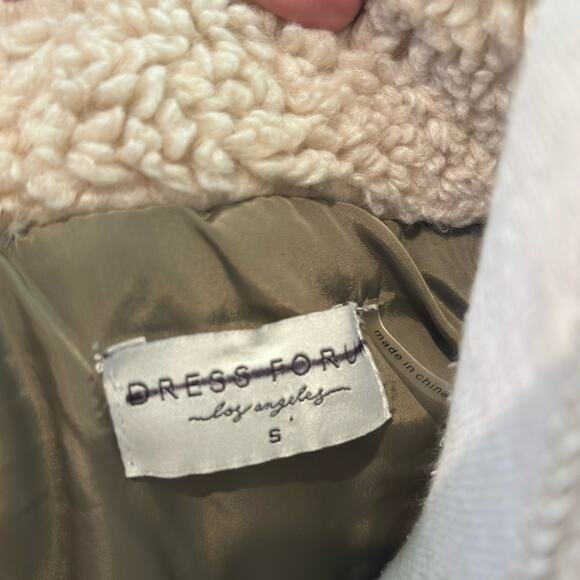 DRESS FORU
los angeles
S
made in china